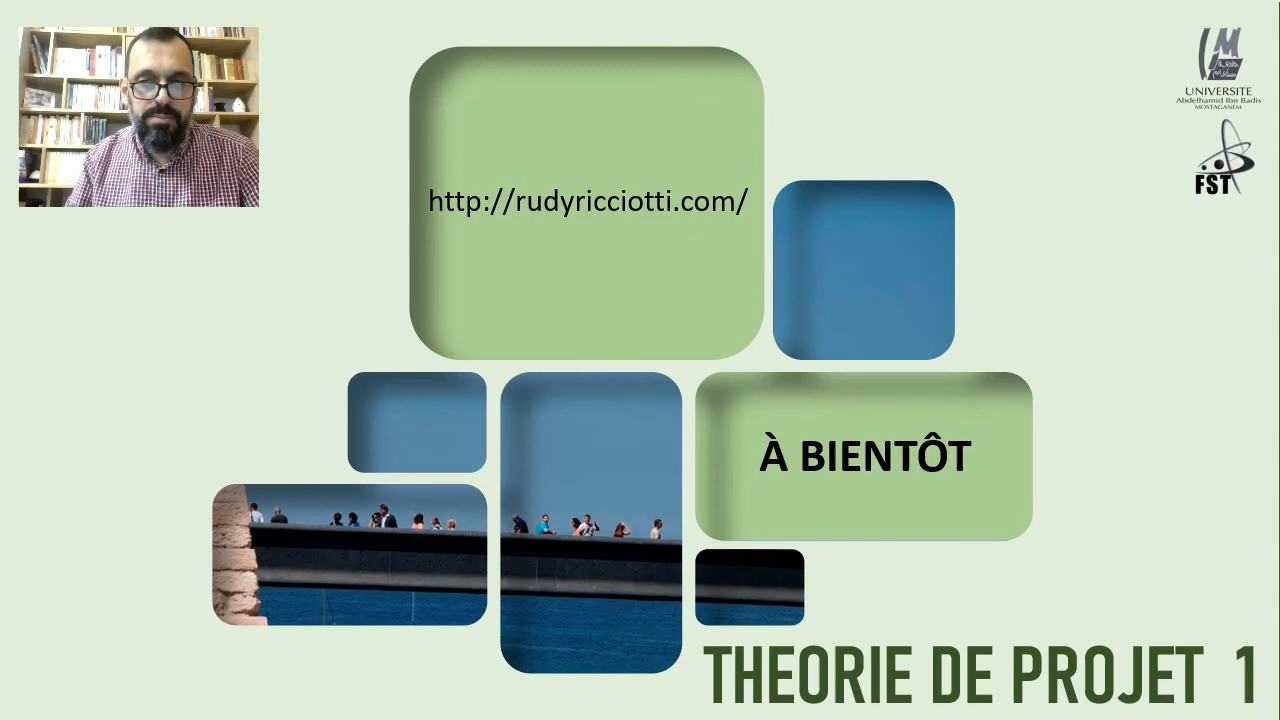 http://rudyricciotti.com/
À BIENTÔT
THEORIE DE PROJET 1
UNIVERSITE
Abdelhamid Ibn Badis
MOSTAGANEM
FST